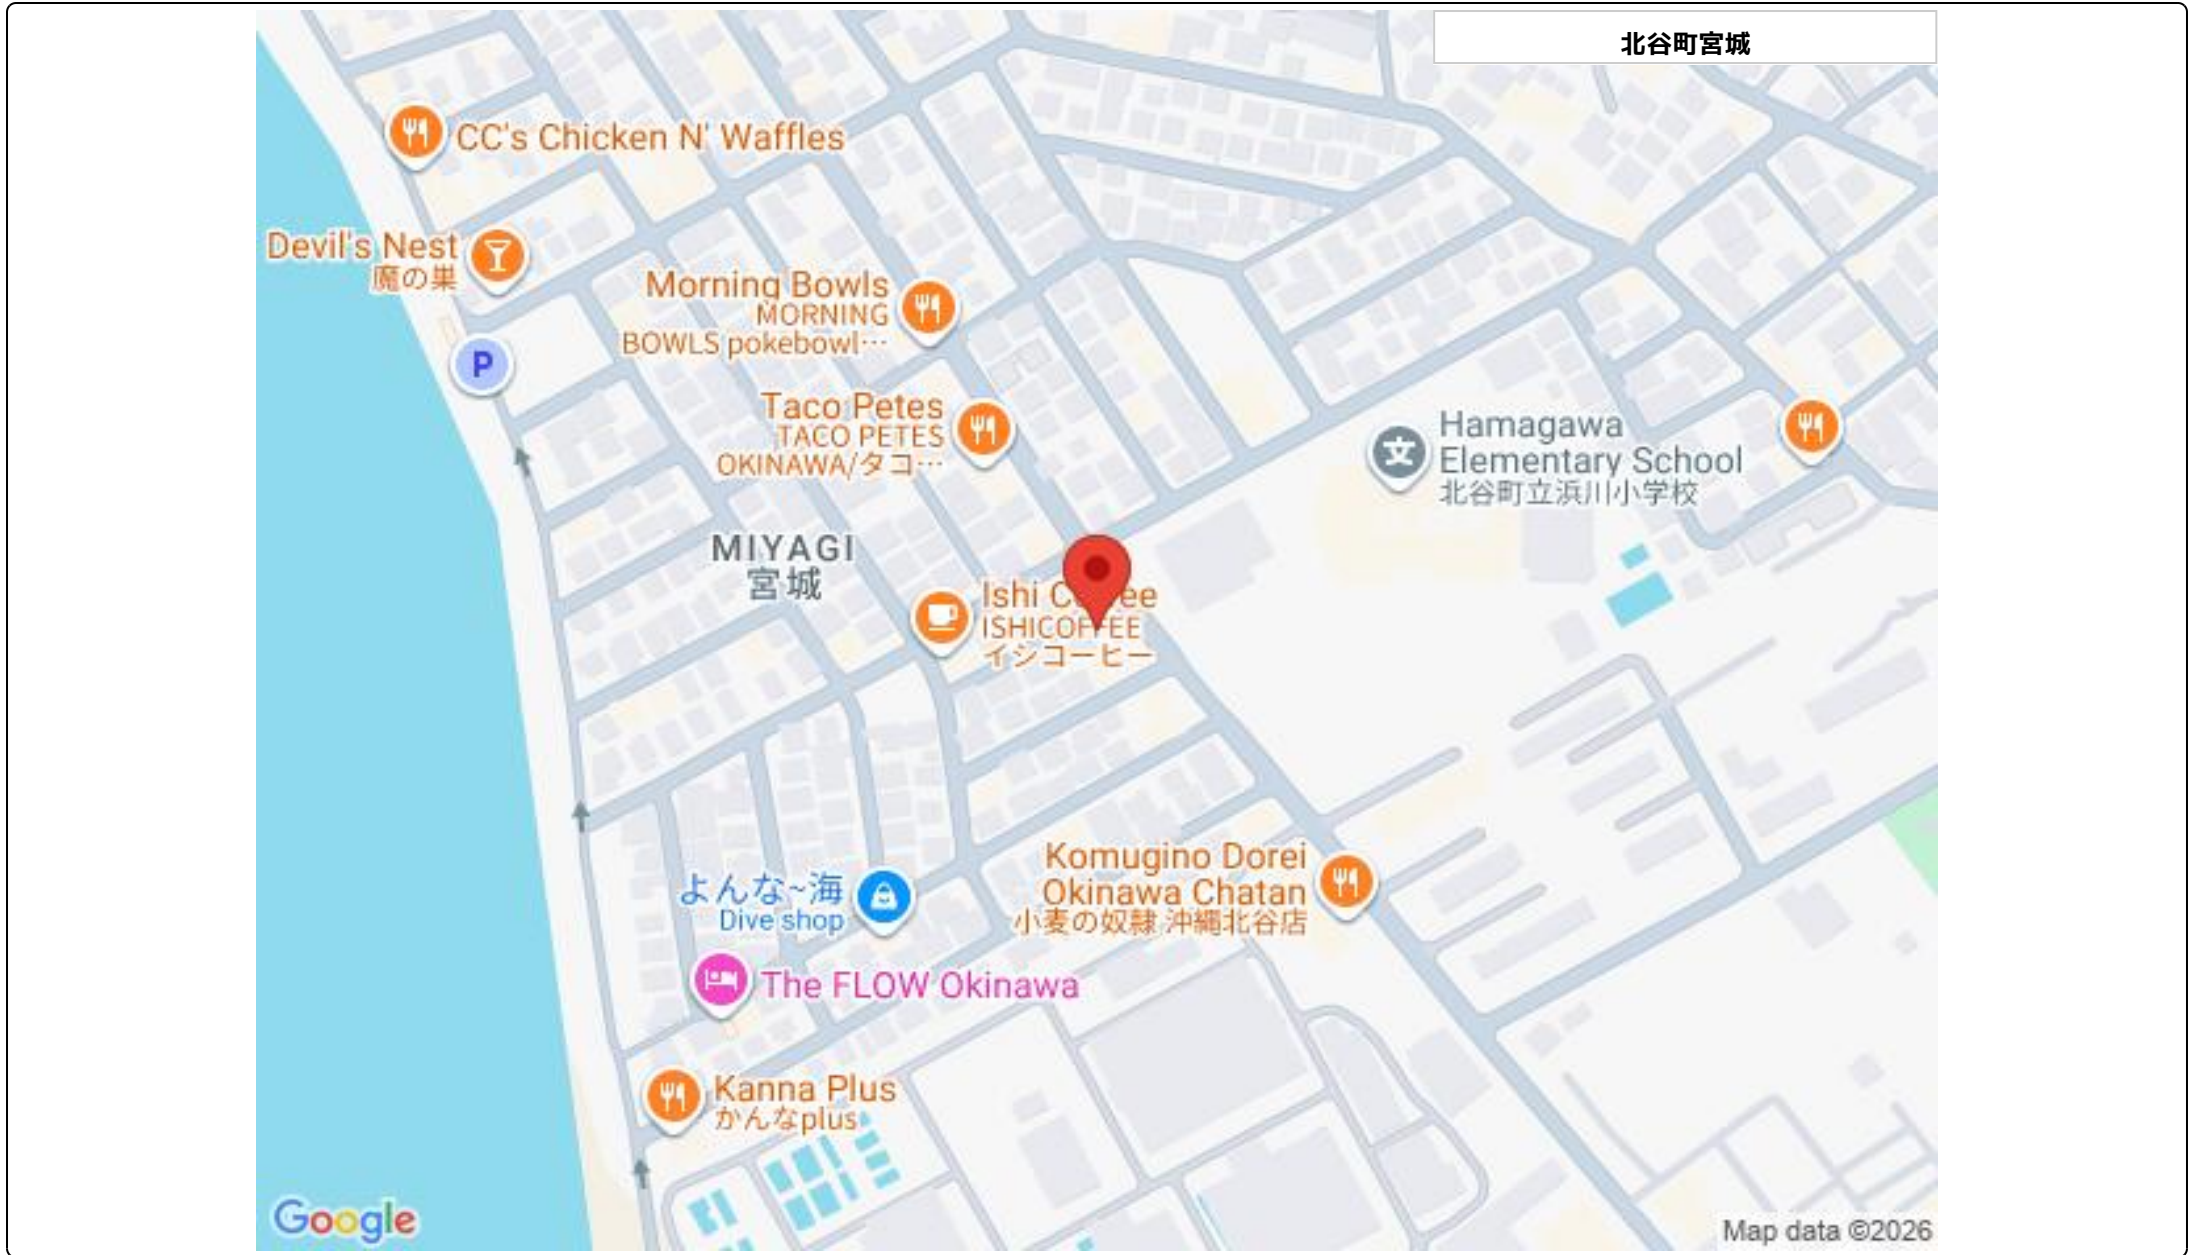 北谷町宮城
CC's Chicken N' Waffles
Devil's Nest
魔の巣
Morning Bowls
MORNING
BOWLS pokebowl…
P
Taco Petes
TACO PETES
OKINAWA/タコ…
Hamagawa
Elementary School
北谷町立浜川小学校
文
MIYAGI
宮城
Ishi Coffee
ISHICOFFEE
イシコーヒー
Komugino Dorei
Okinawa Chatan
小麦の奴隷 沖縄北谷店
よんな~海
Dive shop
The FLOW Okinawa
Kanna Plus
かんなplus
Google
Map data ©2026